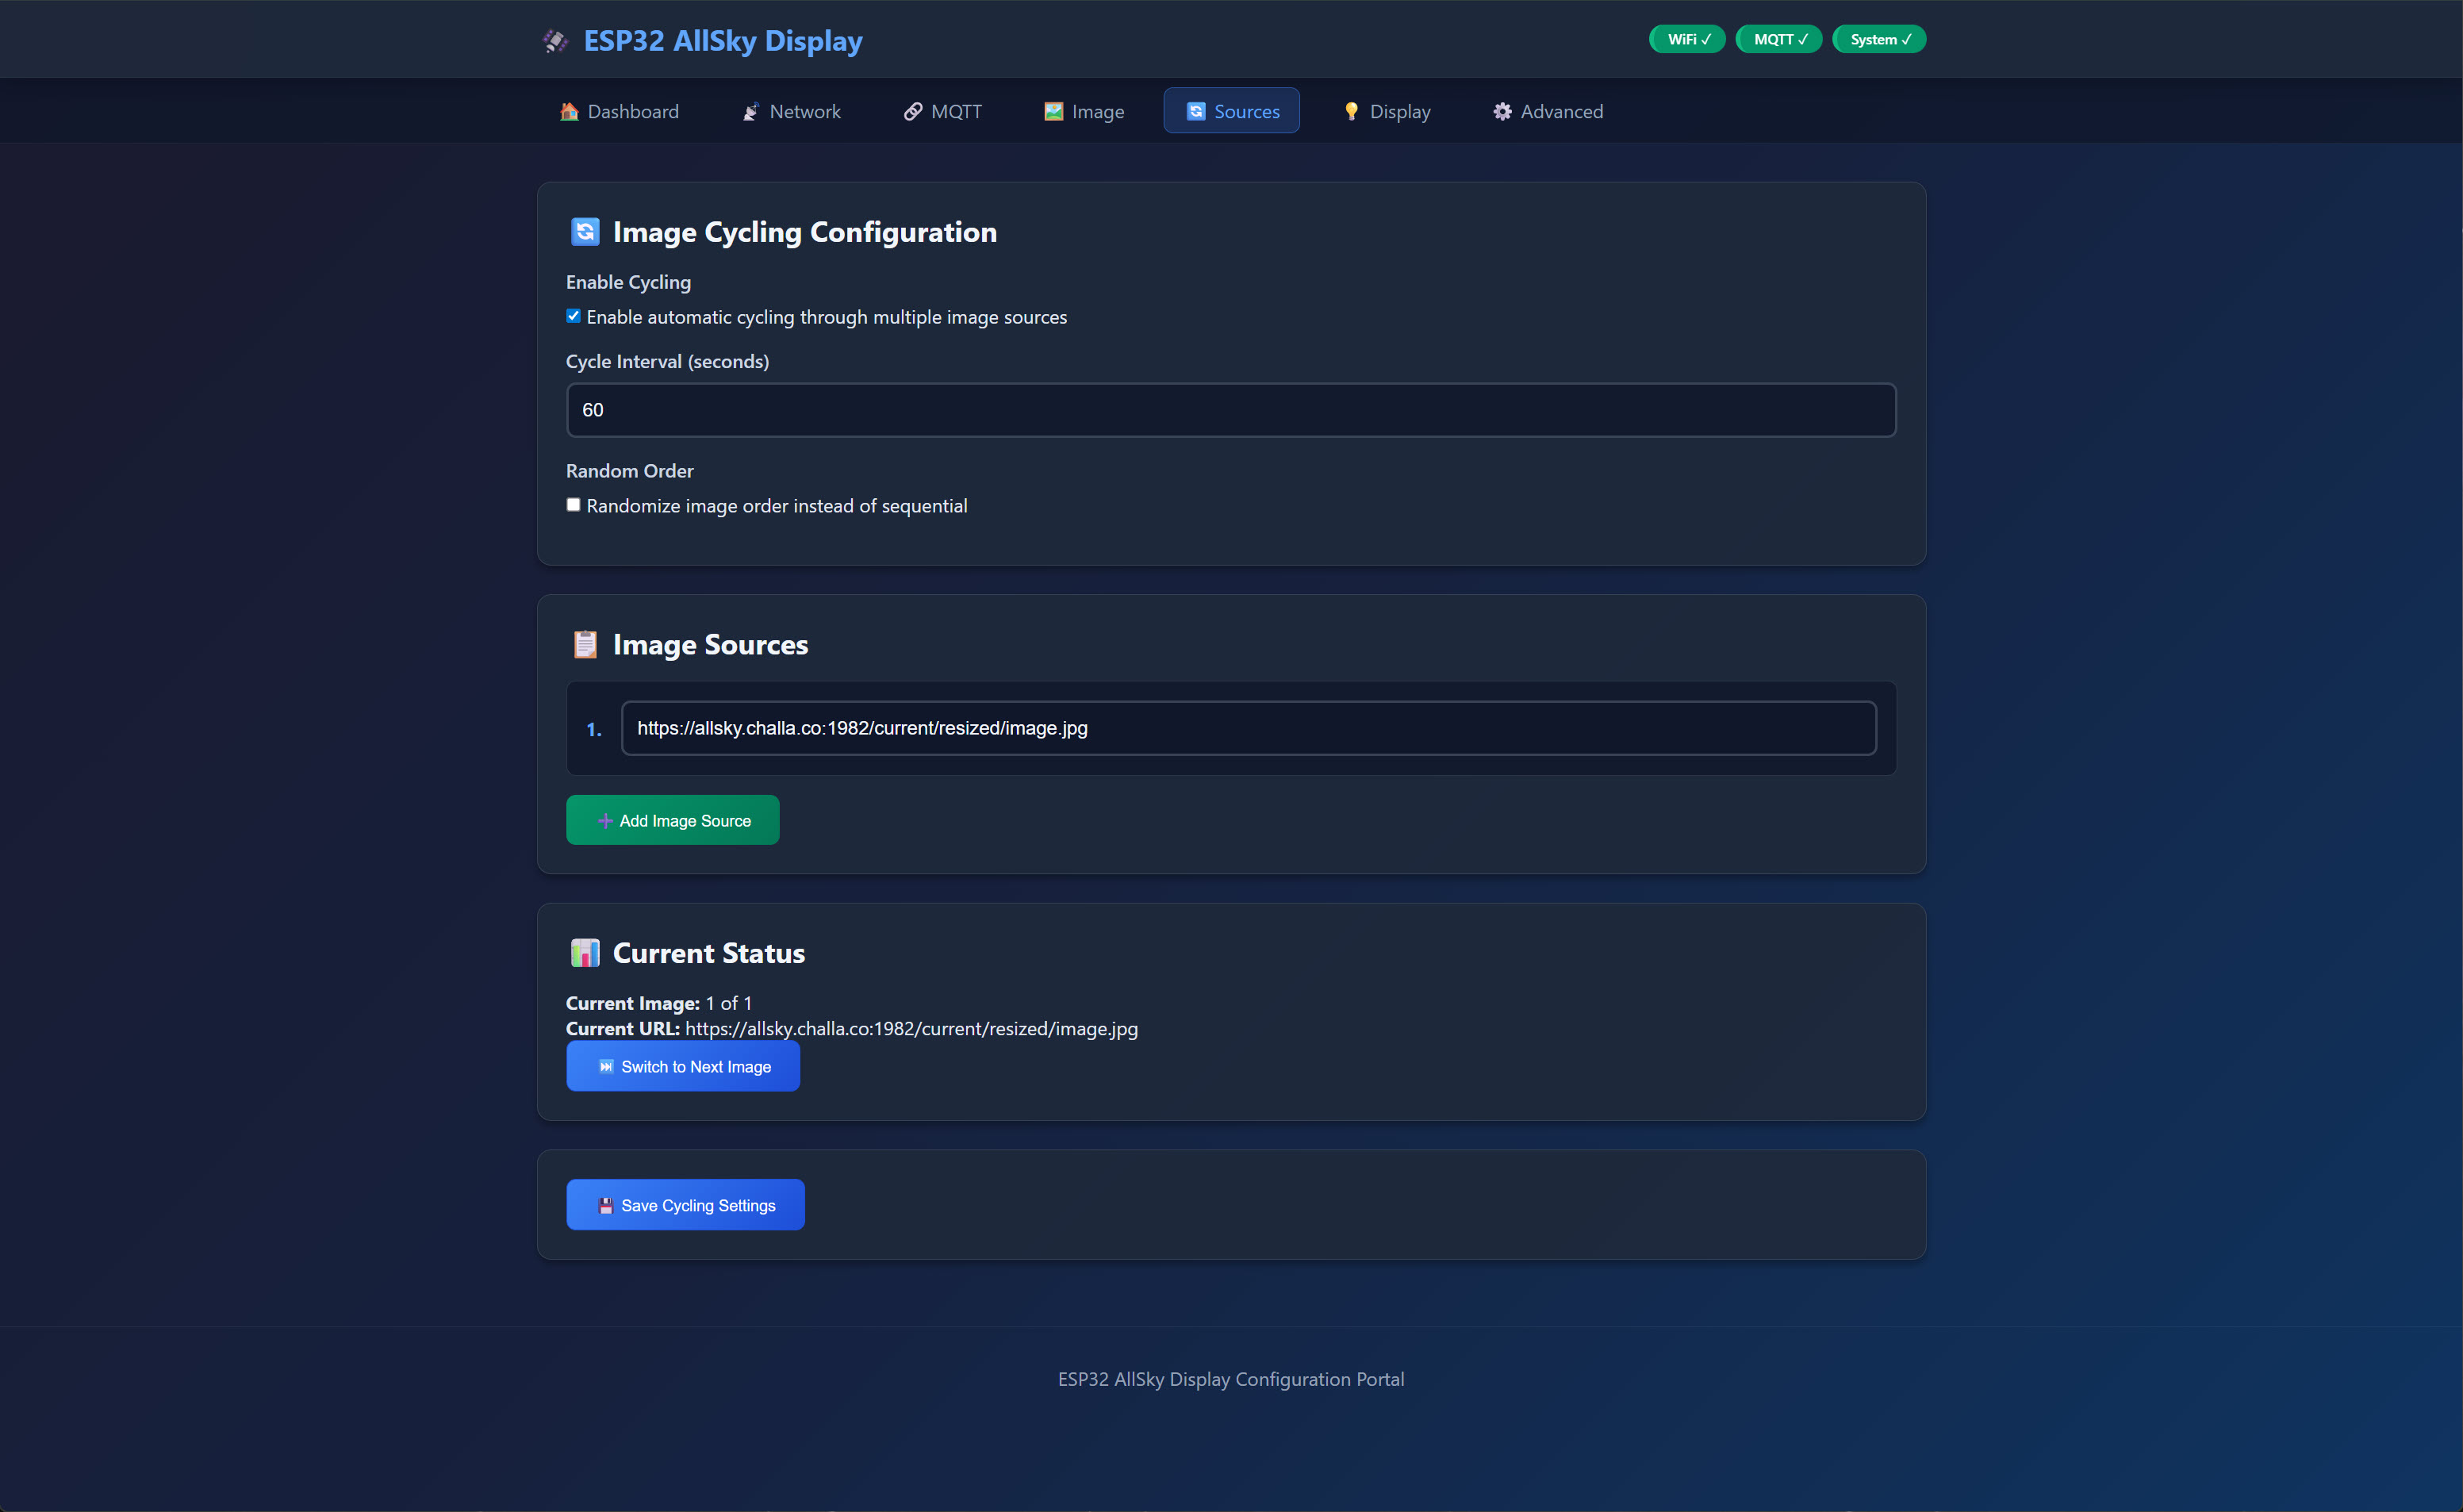 ESP32 AllSky Display
WiFi ✓ MQTT ✓ System ✓
Dashboard Network MQTT Image Sources Display Advanced
Image Cycling Configuration
Enable Cycling
Enable automatic cycling through multiple image sources
Cycle Interval (seconds)
60
Random Order
Randomize image order instead of sequential
Image Sources
1. https://allsky.challa.co:1982/current/resized/image.jpg
Add Image Source
Current Status
Current Image: 1 of 1
Current URL: https://allsky.challa.co:1982/current/resized/image.jpg
Switch to Next Image
Save Cycling Settings
ESP32 AllSky Display Configuration Portal